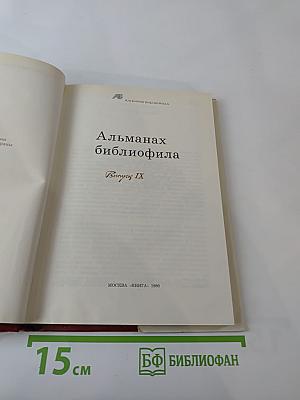 Альманах
библиофила
Выпуск IX
МОСКВА «КНИГА» 1980
15 см
БФ БИБЛИОФАН